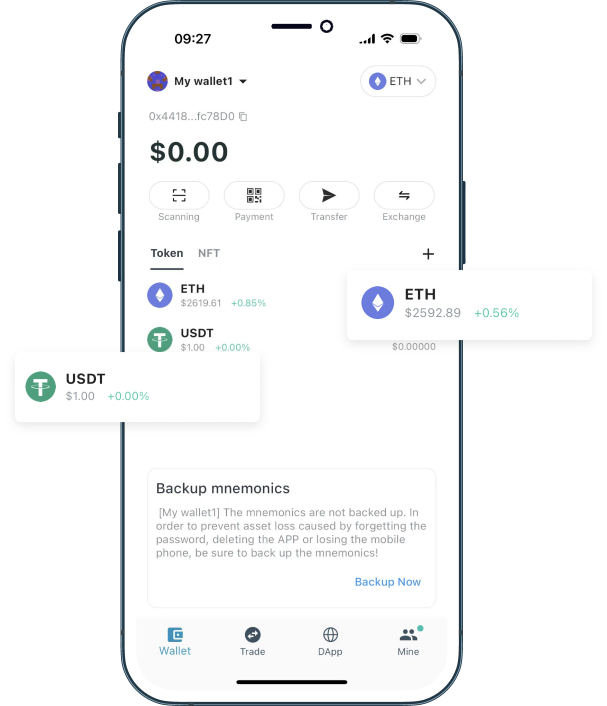 09:27
My wallet1
ETH
0x4418...fc78D0
$0.00
Scanning
Payment
Transfer
Exchange
Token
NFT
ETH
$2619.61 +0.85%
ETH
$2592.89 +0.56%
USDT
$1.00 +0.00%
$0.00000
USDT
$1.00 +0.00%
Backup mnemonics
[My wallet1] The mnemonics are not backed up. In
order to prevent asset loss caused by forgetting the
password, deleting the APP or losing the mobile
phone, be sure to back up the mnemonics!
Backup Now
Wallet
Trade
DApp
Mine